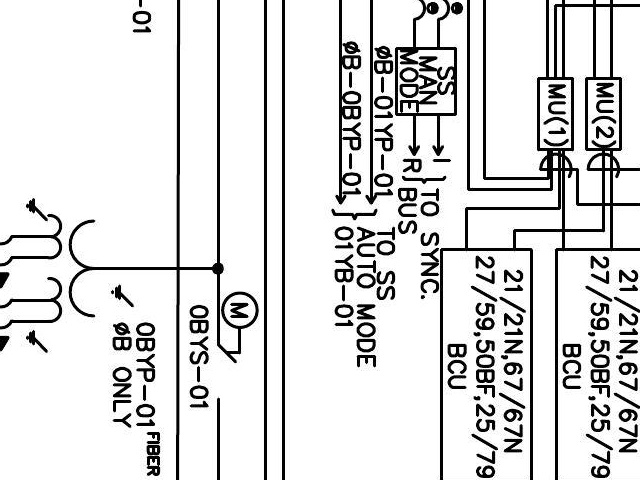 -01
SS
MAN
MODE
ØB-01YP-01
ØB-0BYP-01
I
R
TO SYNC.
BUS
TO SS
AUTO MODE
01YB-01
MU(2)
MU(1)
21/21N,67/67N
27/59,50BF,25/79
BCU
21/21N,67/67N
27/59,50BF,25/79
BCU
M
0BYS-01
0BYP-01
ØB ONLY
FIBER